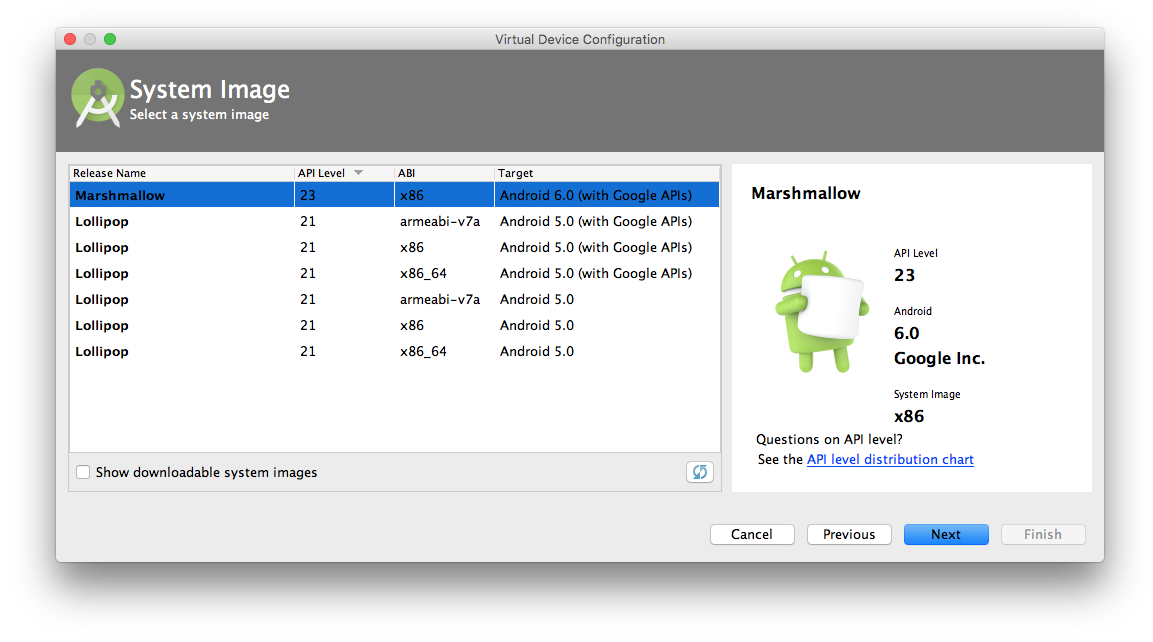 Virtual Device Configuration
System Image
Select a system image
Release Name API Level ABI Target
Marshmallow 23 x86 Android 6.0 (with Google APIs)
Lollipop 21 armeabi-v7a Android 5.0 (with Google APIs)
Lollipop 21 x86 Android 5.0 (with Google APIs)
Lollipop 21 x86_64 Android 5.0 (with Google APIs)
Lollipop 21 armeabi-v7a Android 5.0
Lollipop 21 x86 Android 5.0
Lollipop 21 x86_64 Android 5.0
Show downloadable system images
Marshmallow
API Level
23
Android
6.0
Google Inc.
System Image
x86
Questions on API level?
See the API level distribution chart
Cancel Previous Next Finish